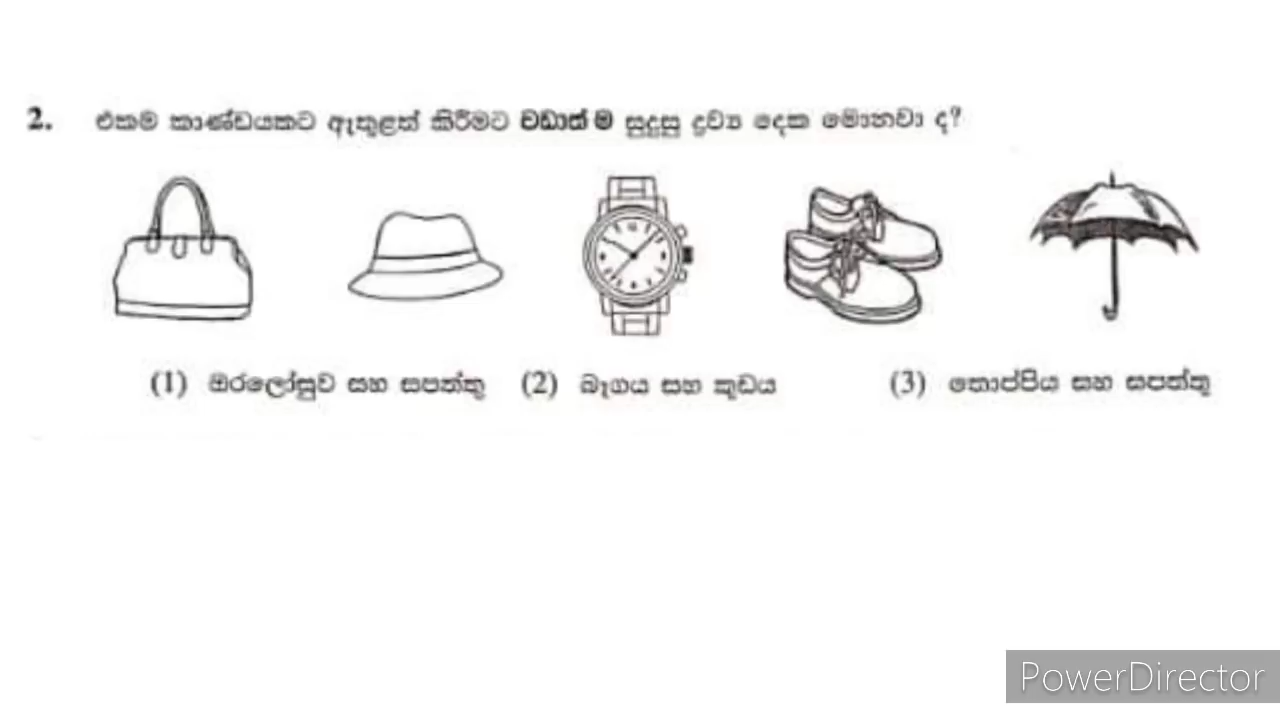 2. එකම කාණ්ඩයකට ඇතුළත් කිරීමට වඩාත් ම සුදුසු ද්‍රව්‍ය දෙක මොනවා ද?
(1) ඔරලෝසුව සහ සපත්තු (2) බෑගය සහ කුඩය (3) තොප්පිය සහ සපත්තු
PowerDirector